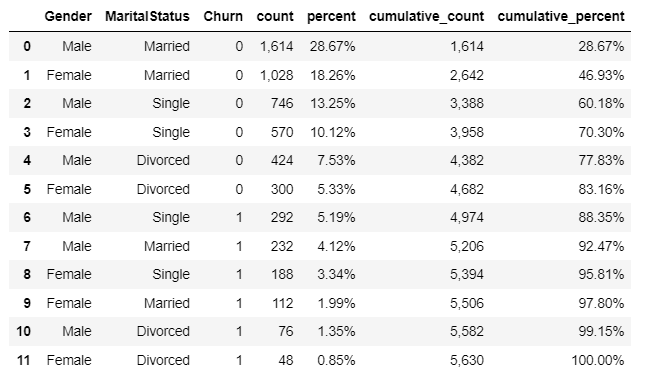 Gender MaritalStatus Churn count percent cumulative_count cumulative_percent
0 Male Married 0 1,614 28.67% 1,614 28.67%
1 Female Married 0 1,028 18.26% 2,642 46.93%
2 Male Single 0 746 13.25% 3,388 60.18%
3 Female Single 0 570 10.12% 3,958 70.30%
4 Male Divorced 0 424 7.53% 4,382 77.83%
5 Female Divorced 0 300 5.33% 4,682 83.16%
6 Male Single 1 292 5.19% 4,974 88.35%
7 Male Married 1 232 4.12% 5,206 92.47%
8 Female Single 1 188 3.34% 5,394 95.81%
9 Female Married 1 112 1.99% 5,506 97.80%
10 Male Divorced 1 76 1.35% 5,582 99.15%
11 Female Divorced 1 48 0.85% 5,630 100.00%